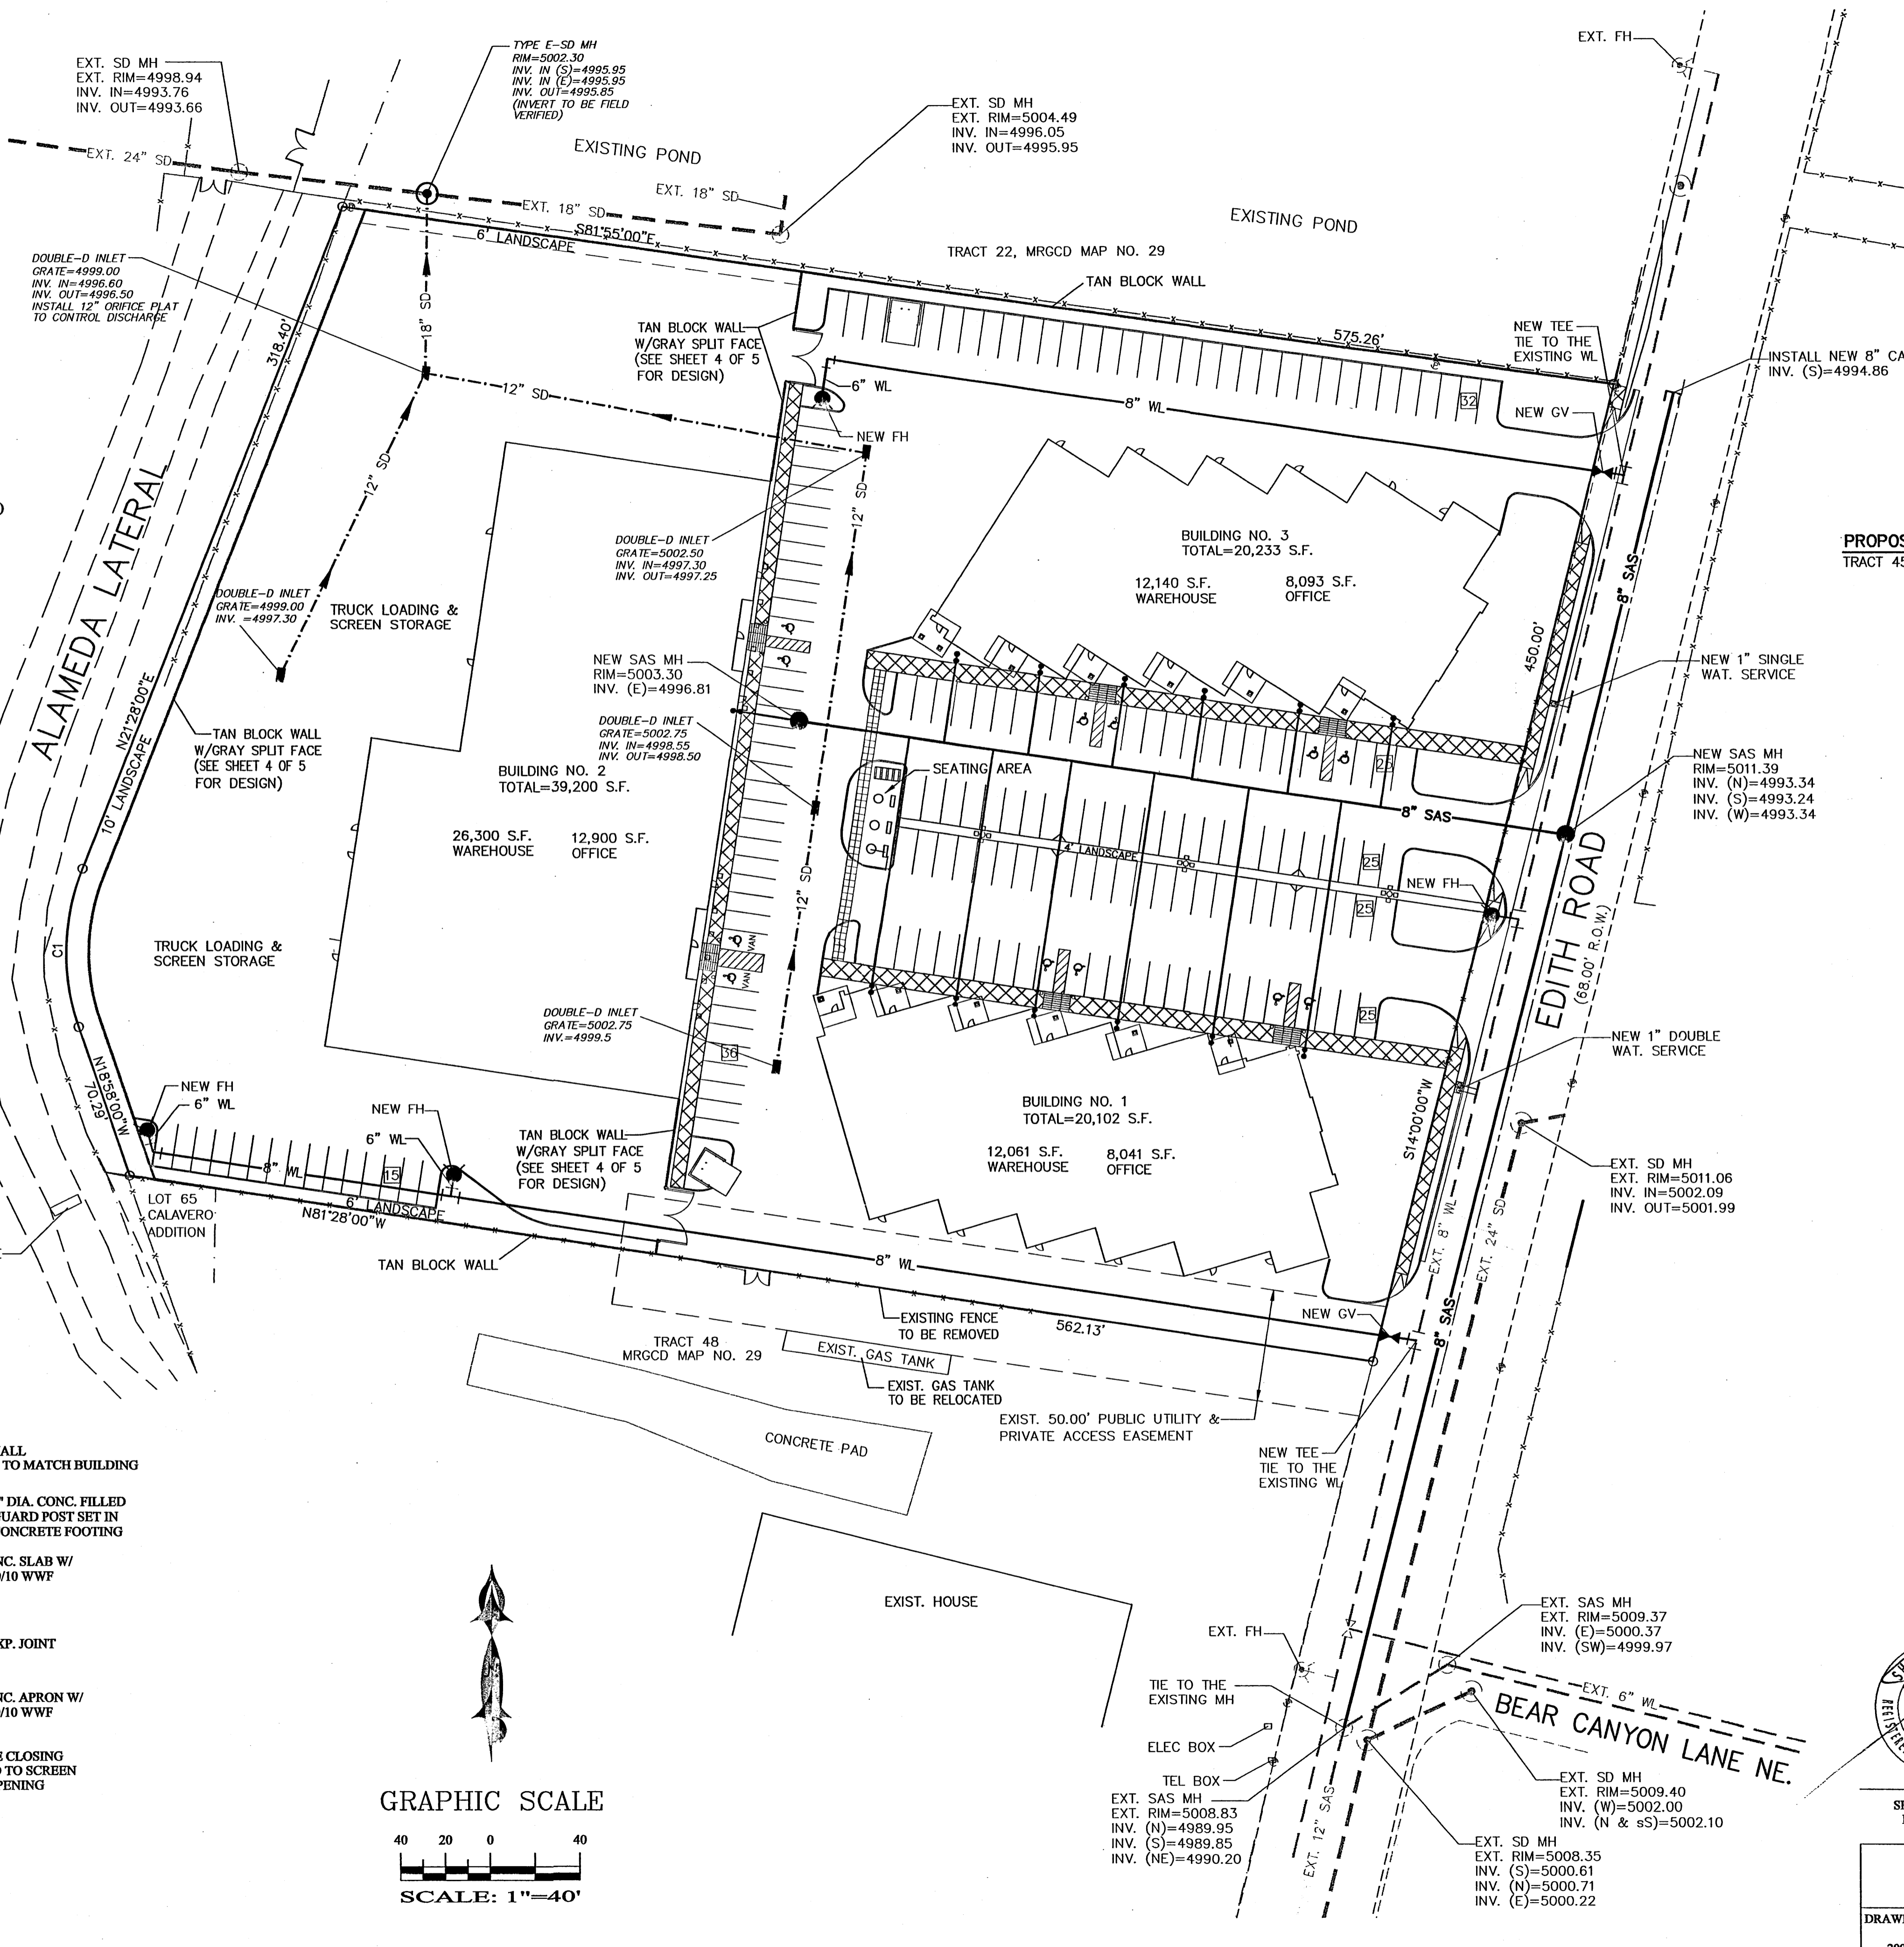 EXT. SD MH
EXT. RIM=4998.94
INV. IN=4993.76
INV. OUT=4993.66
TYPE E-SD MH
RIM=5002.30
INV. IN (S)=4995.95
INV. IN (E)=4995.95
INV. OUT=4995.85
(INVERT TO BE FIELD
VERIFIED)
EXT. SD MH
EXT. RIM=5004.49
INV. IN=4996.05
INV. OUT=4995.95
EXT. FH
EXT. 24" SD
EXISTING POND
EXT. 18" SD
EXT. 18" SD
EXISTING POND
S81°55'00"E
6' LANDSCAPE
TRACT 22, MRGCD MAP NO. 29
TAN BLOCK WALL
DOUBLE-D INLET
GRATE=4999.00
INV. IN=4996.60
INV. OUT=4996.50
INSTALL 12" ORIFICE PLAT
TO CONTROL DISCHARGE
18" SD
318.40'
TAN BLOCK WALL
W/GRAY SPLIT FACE
(SEE SHEET 4 OF 5
FOR DESIGN)
575.26'
NEW TEE
TIE TO THE
EXISTING WL
INSTALL NEW 8" CA
INV. (S)=4994.86
12" SD
6" WL
8" WL
32
NEW GV
NEW FH
12" SD
12" SD
ALAMEDA LATERAL
BUILDING NO. 3
TOTAL=20,233 S.F.
12,140 S.F.
WAREHOUSE
8,093 S.F.
OFFICE
8" SAS
PROPOS
TRACT 45
DOUBLE-D INLET
GRATE=5002.50
INV. IN=4997.30
INV. OUT=4997.25
DOUBLE-D INLET
GRATE=4999.00
INV. =4997.30
TRUCK LOADING &
SCREEN STORAGE
450.00'
NEW SAS MH
RIM=5003.30
INV. (E)=4996.81
NEW 1" SINGLE
WAT. SERVICE
N21°28'00"E
10' LANDSCAPE
TAN BLOCK WALL
W/GRAY SPLIT FACE
(SEE SHEET 4 OF 5
FOR DESIGN)
DOUBLE-D INLET
GRATE=5002.75
INV. IN=4998.55
INV. OUT=4998.50
BUILDING NO. 2
TOTAL=39,200 S.F.
26,300 S.F.
WAREHOUSE
12,900 S.F.
OFFICE
SEATING AREA
25
8" SAS
NEW SAS MH
RIM=5011.39
INV. (N)=4993.34
INV. (S)=4993.24
INV. (W)=4993.34
4' LANDSCAPE
25
25
NEW FH
EDITH ROAD
(68.00' R.O.W.)
12" SD
C1
TRUCK LOADING &
SCREEN STORAGE
VAN
VAN
25
DOUBLE-D INLET
GRATE=5002.75
INV.=4999.5
36
NEW 1" DOUBLE
WAT. SERVICE
N18°58'00"W
70.29'
NEW FH
6" WL
NEW FH
6" WL
8" WL
15
6' LANDSCAPE
N81°28'00"W
LOT 65
CALAVERO
ADDITION
TAN BLOCK WALL
TAN BLOCK WALL
W/GRAY SPLIT FACE
(SEE SHEET 4 OF 5
FOR DESIGN)
BUILDING NO. 1
TOTAL=20,102 S.F.
12,061 S.F.
WAREHOUSE
8,041 S.F.
OFFICE
S14°00'00"W
EXT. 8" WL
EXT. 24" SD
EXT. SD MH
EXT. RIM=5011.06
INV. IN=5002.09
INV. OUT=5001.99
8" WL
8" SAS
EXISTING FENCE
TO BE REMOVED
562.13'
NEW GV
TRACT 48
MRGCD MAP NO. 29
EXIST. GAS TANK
EXIST. GAS TANK
TO BE RELOCATED
EXIST. 50.00' PUBLIC UTILITY &
PRIVATE ACCESS EASEMENT
CONCRETE PAD
NEW TEE
TIE TO THE
EXISTING WL
ALL
TO MATCH BUILDING
" DIA. CONC. FILLED
UARD POST SET IN
ONCRETE FOOTING
NC. SLAB W/
/10 WWF
XP. JOINT
NC. APRON W/
/10 WWF
E CLOSING
TO SCREEN
PENING
EXIST. HOUSE
EXT. FH
TIE TO THE
EXISTING MH
ELEC BOX
TEL BOX
EXT. SAS MH
EXT. RIM=5009.37
INV. (E)=5000.37
INV. (SW)=4999.97
EXT. 6" WL
BEAR CANYON LANE NE.
EXT. SAS MH
EXT. RIM=5008.83
INV. (N)=4989.95
INV. (S)=4989.85
INV. (NE)=4990.20
EXT. 12" SAS
EXT. SD MH
EXT. RIM=5009.40
INV. (W)=5002.00
INV. (N & sS)=5002.10
EXT. SD MH
EXT. RIM=5008.35
INV. (S)=5000.61
INV. (N)=5000.71
INV. (E)=5000.22
GRAPHIC SCALE
40 20 0 40
SCALE: 1"=40'
DRAW